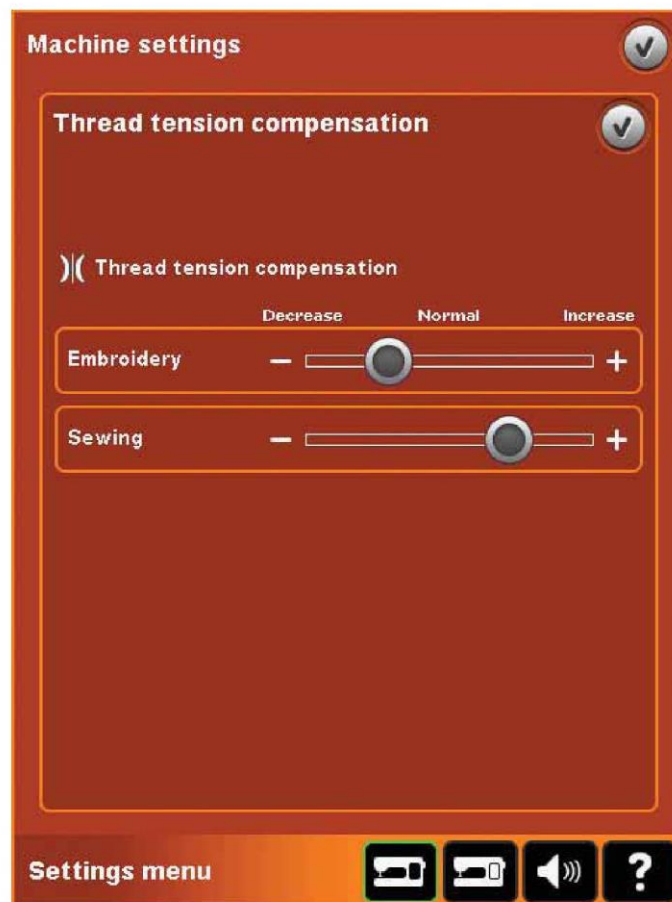 Machine settings
Thread tension compensation
Thread tension compensation
Decrease Normal Increase
Embroidery − +
Sewing − +
Settings menu ?